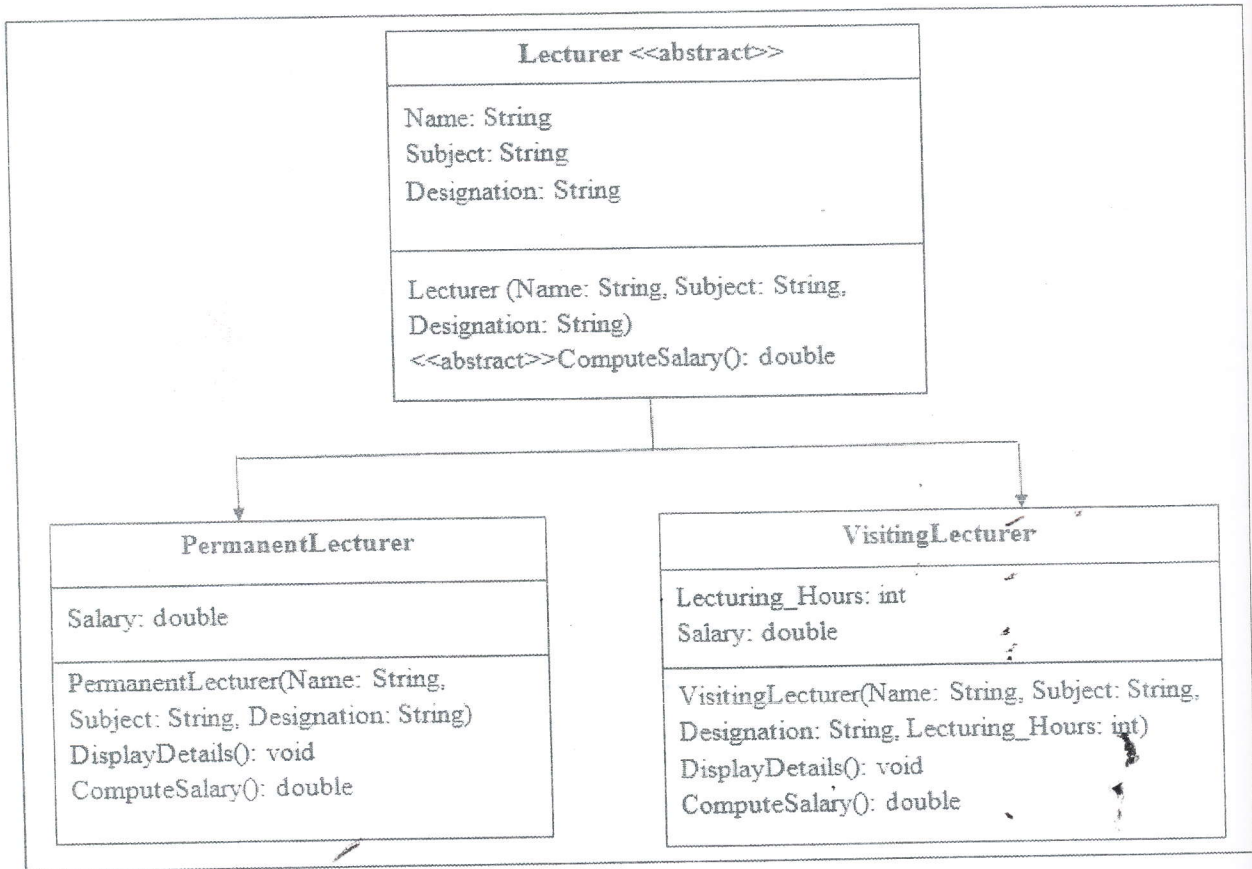 Lecturer <<abstract>>
Name: String
Subject: String
Designation: String
Lecturer (Name: String, Subject: String,
Designation: String)
<<abstract>>ComputeSalary(): double
PermanentLecturer
Salary: double
PermanentLecturer(Name: String,
Subject: String, Designation: String)
DisplayDetails(): void
ComputeSalary(): double
VisitingLecturer
Lecturing_Hours: int
Salary: double
VisitingLecturer(Name: String, Subject: String,
Designation: String, Lecturing_Hours: int)
DisplayDetails(): void
ComputeSalary(): double